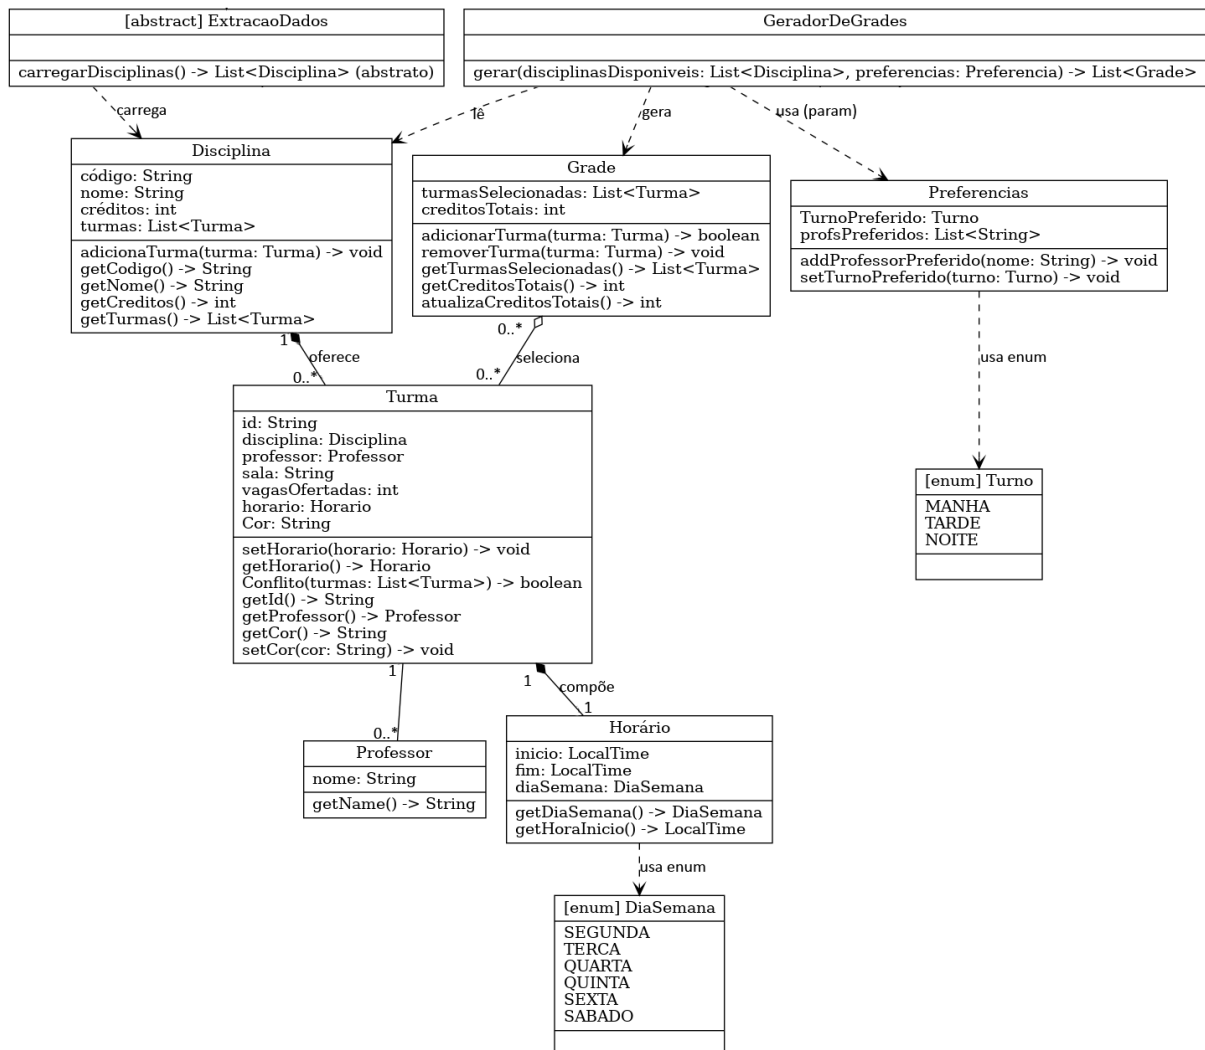 [abstract] ExtracaoDados
carregarDisciplinas() -> List<Disciplina> (abstrato)
GeradorDeGrades
gerar(disciplinasDisponiveis: List<Disciplina>, preferencias: Preferencia) -> List<Grade>
carrega
lê
gera
usa (param)
Disciplina
código: String
nome: String
créditos: int
turmas: List<Turma>
adicionaTurma(turma: Turma) -> void
getCodigo() -> String
getNome() -> String
getCreditos() -> int
getTurmas() -> List<Turma>
Grade
turmasSelecionadas: List<Turma>
creditosTotais: int
adicionarTurma(turma: Turma) -> boolean
removerTurma(turma: Turma) -> void
getTurmasSelecionadas() -> List<Turma>
getCreditosTotais() -> int
atualizaCreditosTotais() -> int
Preferencias
TurnoPreferido: Turno
profsPreferidos: List<String>
addProfessorPreferido(nome: String) -> void
setTurnoPreferido(turno: Turno) -> void
1
oferece
0..*
0..*
seleciona
0..*
usa enum
Turma
id: String
disciplina: Disciplina
professor: Professor
sala: String
vagasOfertadas: int
horario: Horario
Cor: String
setHorario(horario: Horario) -> void
getHorario() -> Horario
Conflito(turmas: List<Turma>) -> boolean
getId() -> String
getProfessor() -> Professor
getCor() -> String
setCor(cor: String) -> void
[enum] Turno
MANHA
TARDE
NOITE
1
0..*
1
compõe
1
Professor
nome: String
getName() -> String
Horário
inicio: LocalTime
fim: LocalTime
diaSemana: DiaSemana
getDiaSemana() -> DiaSemana
getHoraInicio() -> LocalTime
usa enum
[enum] DiaSemana
SEGUNDA
TERCA
QUARTA
QUINTA
SEXTA
SABADO